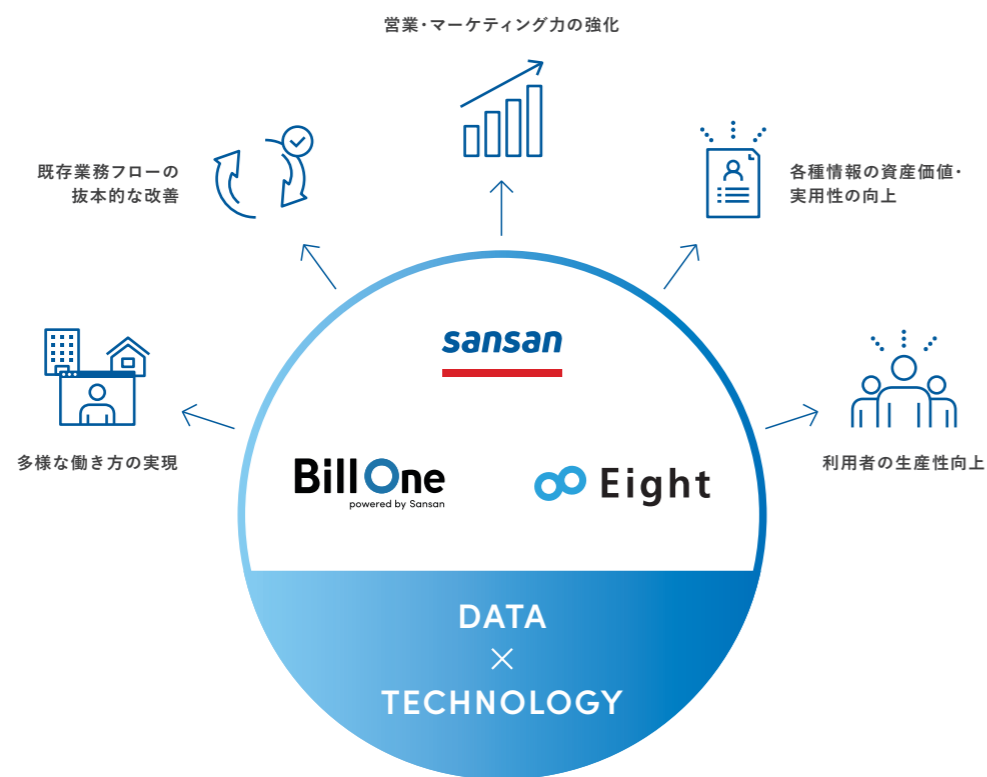 営業・マーケティング力の強化
既存業務フローの
抜本的な改善
各種情報の資産価値・
実用性の向上
多様な働き方の実現
利用者の生産性向上
sansan
Bill One
powered by Sansan
Eight
DATA
×
TECHNOLOGY